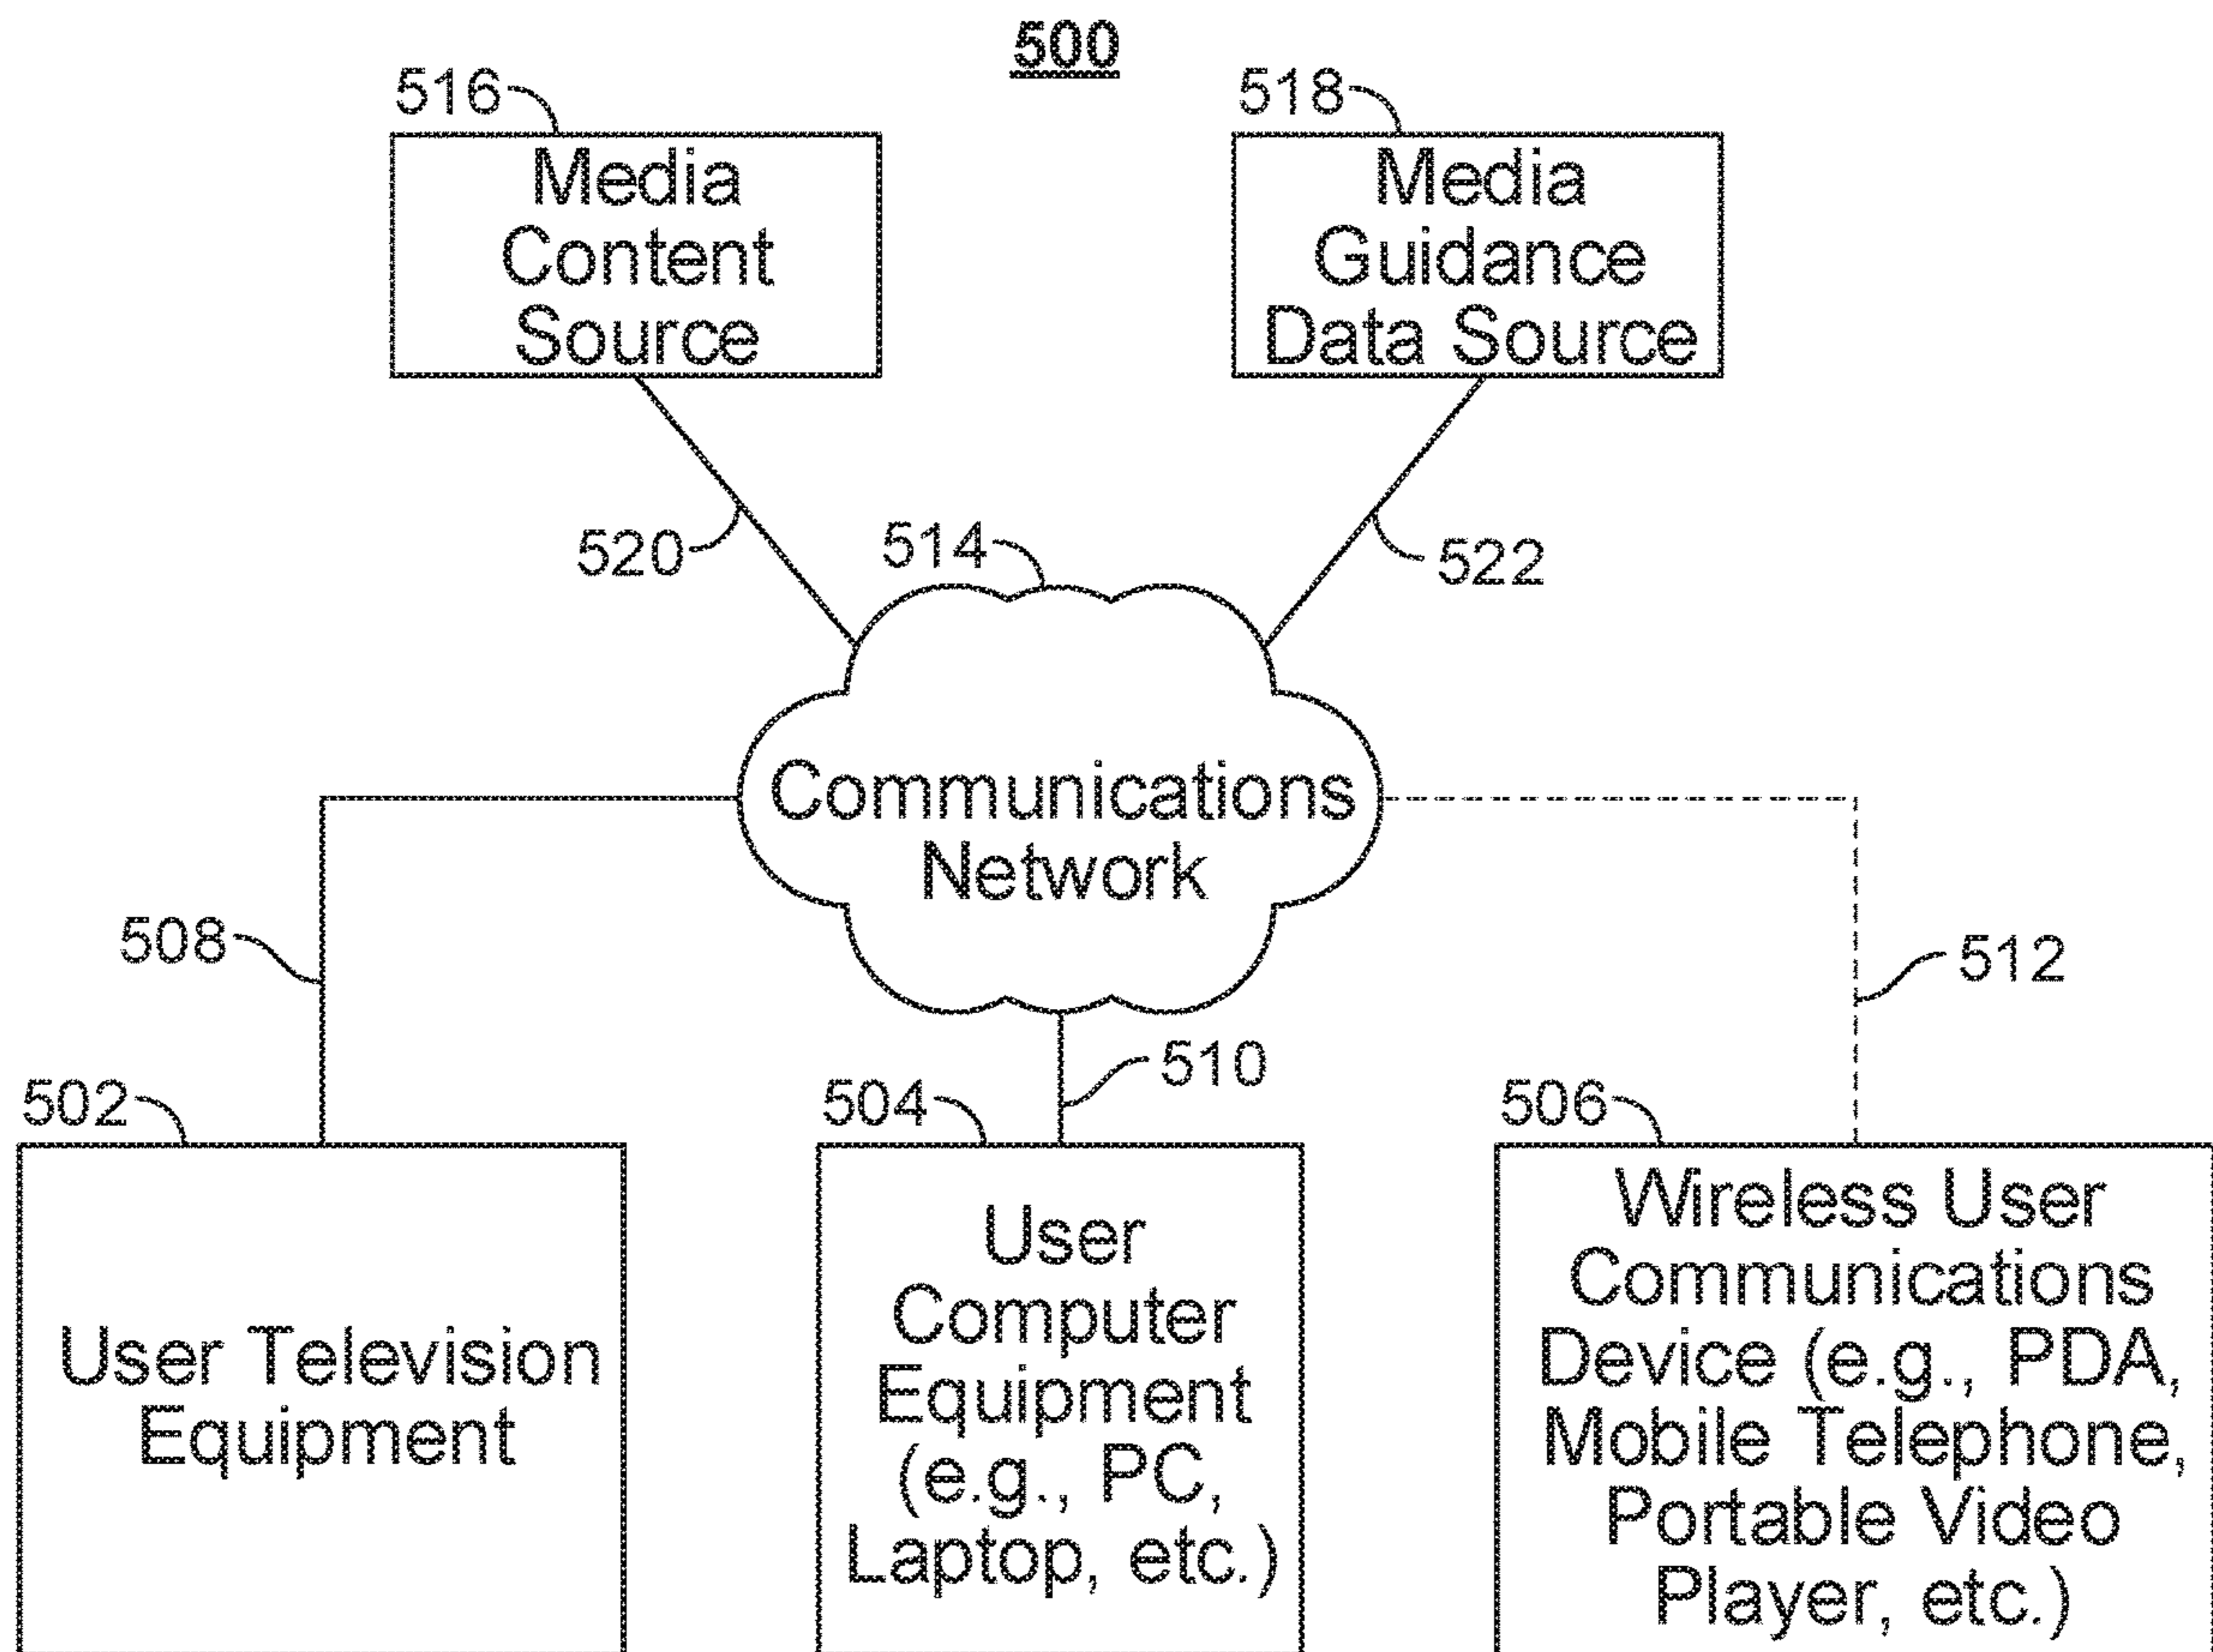 500
516
518
Media
Content
Source
Media
Guidance
Data Source
520
514
522
Communications
Network
508
512
510
502
504
506
User Television
Equipment
User
Computer
Equipment
(e.g., PC,
Laptop, etc.)
Wireless User
Communications
Device (e.g., PDA,
Mobile Telephone,
Portable Video
Player, etc.)